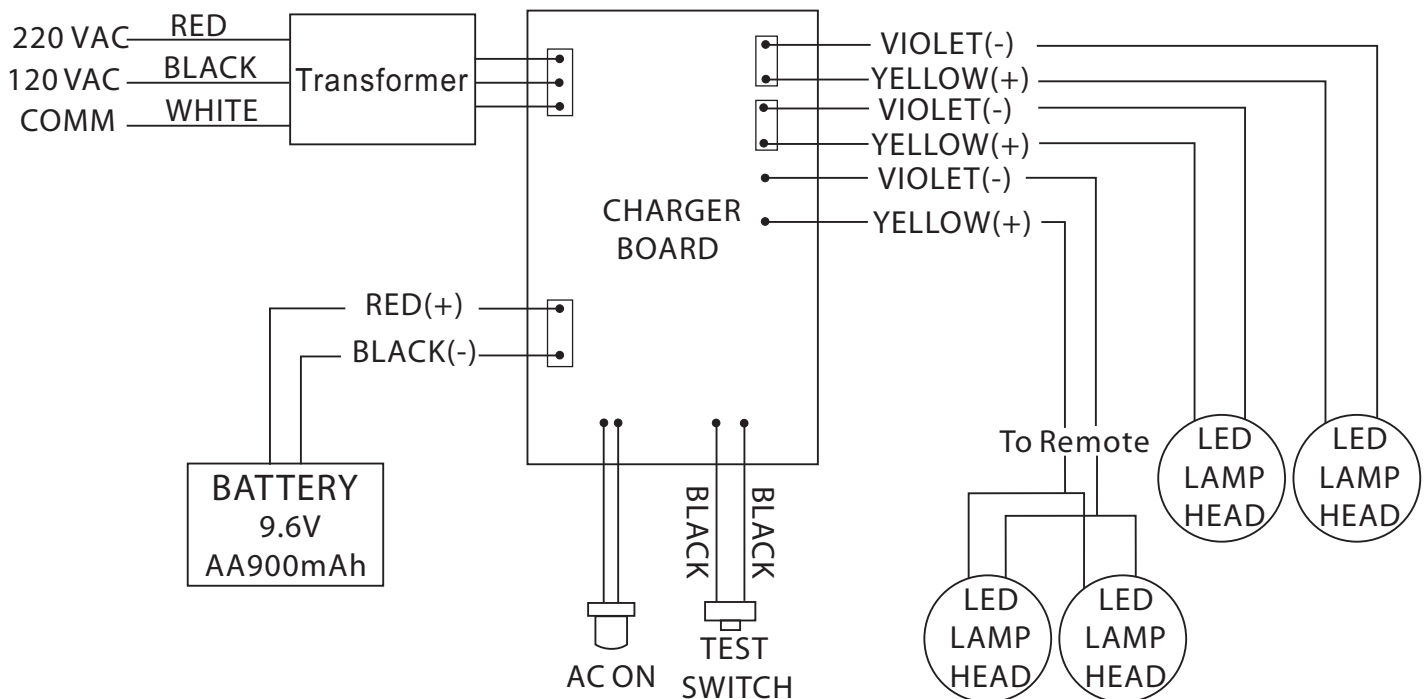 220 VAC
RED
120 VAC
BLACK
COMM
WHITE
Transformer
CHARGER
BOARD
VIOLET(-)
YELLOW(+)
VIOLET(-)
YELLOW(+)
VIOLET(-)
YELLOW(+)
RED(+)
BLACK(-)
BATTERY
9.6V
AA900mAh
AC ON
BLACK
BLACK
TEST
SWITCH
To Remote
LED
LAMP
HEAD
LED
LAMP
HEAD
LED
LAMP
HEAD
LED
LAMP
HEAD